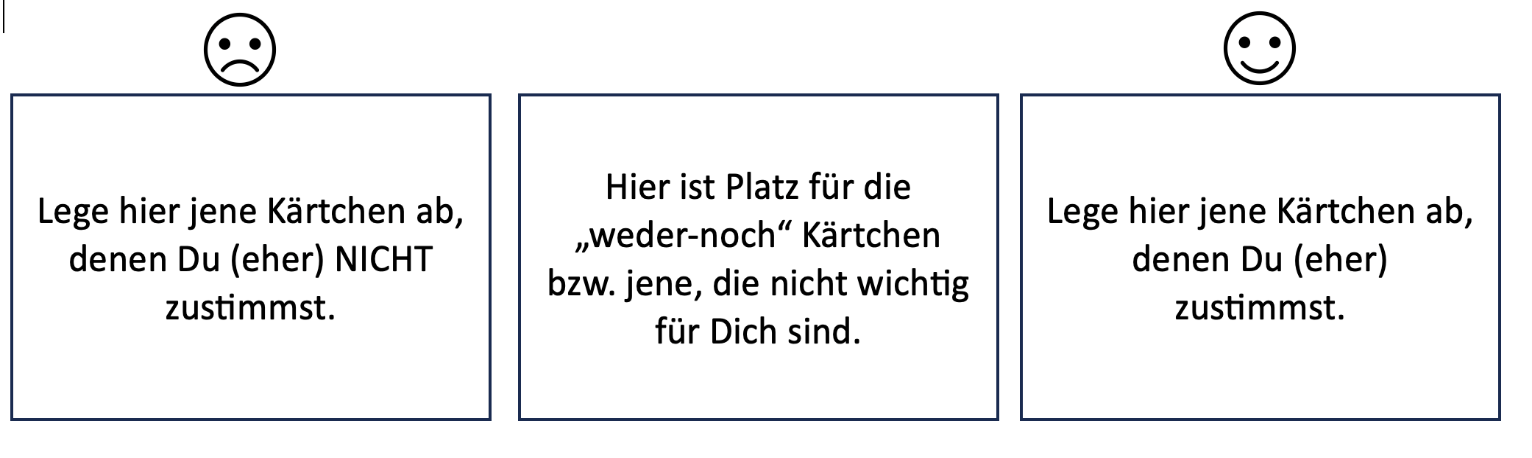 Lege hier jene Kärtchen ab,
denen Du (eher) NICHT
zustimmst.
Hier ist Platz für die
„weder-noch“ Kärtchen
bzw. jene, die nicht wichtig
für Dich sind.
Lege hier jene Kärtchen ab,
denen Du (eher)
zustimmst.